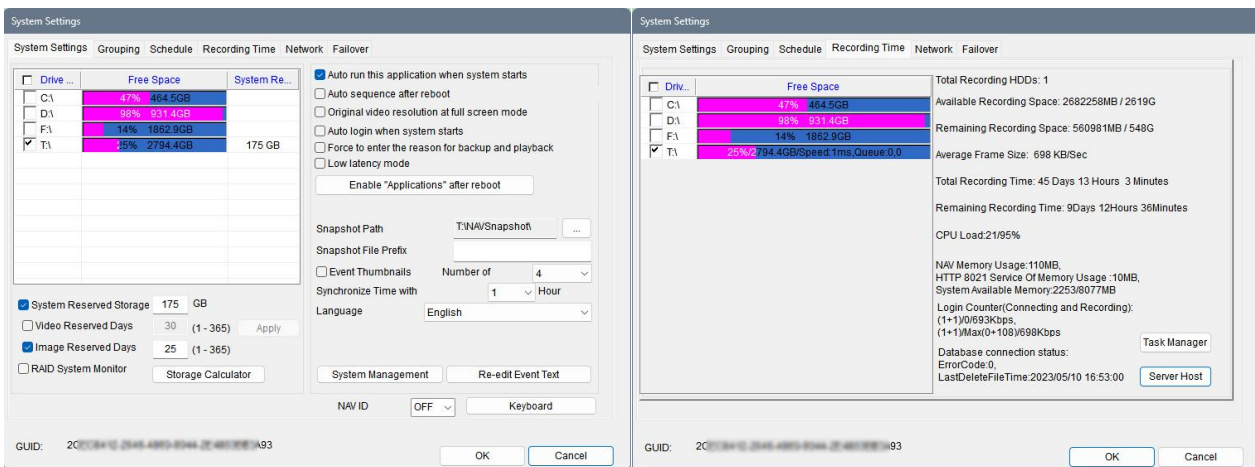 System Settings
System Settings Grouping Schedule Recording Time Network Failover
Drive ... Free Space System Re...
C:\ 47% 464.5GB
D:\ 98% 931.4GB
F:\ 14% 1862.9GB
T:\ 25% 2794.4GB 175 GB
System Reserved Storage 175 GB
Video Reserved Days 30 (1 - 365) Apply
Image Reserved Days 25 (1 - 365)
RAID System Monitor Storage Calculator
Auto run this application when system starts
Auto sequence after reboot
Original video resolution at full screen mode
Auto login when system starts
Force to enter the reason for backup and playback
Low latency mode
Enable "Applications" after reboot
Snapshot Path T:\NAVSnapshot\ ...
Snapshot File Prefix
Event Thumbnails Number of 4
Synchronize Time with 1 Hour
Language English
System Management Re-edit Event Text
NAV ID OFF Keyboard
GUID:
OK Cancel
System Settings
System Settings Grouping Schedule Recording Time Network Failover
Driv... Free Space
C:\ 47% 464.5GB
D:\ 98% 931.4GB
F:\ 14% 1862.9GB
T:\ 25%/2794.4GB/Speed:1ms,Queue:0,0
Total Recording HDDs: 1
Available Recording Space: 2682258MB / 2619G
Remaining Recording Space: 560981MB / 548G
Average Frame Size: 698 KB/Sec
Total Recording Time: 45 Days 13 Hours 3 Minutes
Remaining Recording Time: 9Days 12Hours 36Minutes
CPU Load:21/95%
NAV Memory Usage:110MB,
HTTP 8021 Service Of Memory Usage :10MB,
System Available Memory:2253/8077MB
Login Counter(Connecting and Recording):
(1+1)/0/693Kbps,
(1+1)/Max(0+108)/698Kbps
Task Manager
Database connection status:
ErrorCode:0,
LastDeleteFileTime:2023/05/10 16:53:00 Server Host
GUID:
OK Cancel